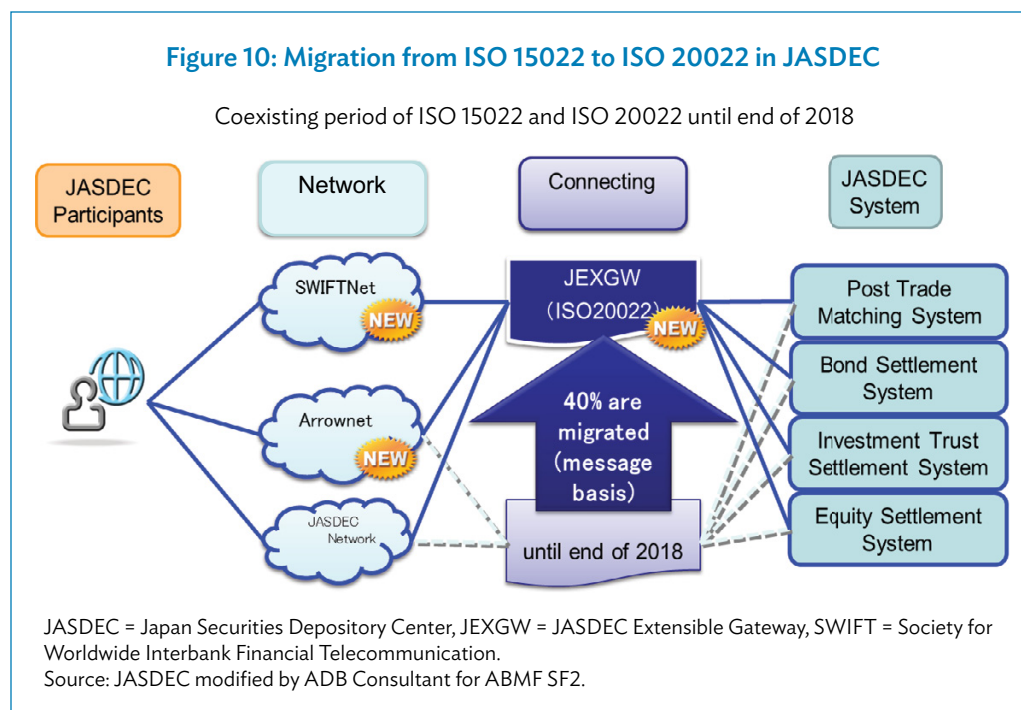 Figure 10: Migration from ISO 15022 to ISO 20022 in JASDEC
Coexisting period of ISO 15022 and ISO 20022 until end of 2018
JASDEC
Participants
Network
Connecting
JASDEC
System
SWIFTNet
NEW
Arrownet
NEW
JASDEC
Network
JEXGW
(ISO20022)
NEW
40% are
migrated
(message
basis)
until end of 2018
Post Trade
Matching System
Bond Settlement
System
Investment Trust
Settlement System
Equity Settlement
System
JASDEC = Japan Securities Depository Center, JEXGW = JASDEC Extensible Gateway, SWIFT = Society for
Worldwide Interbank Financial Telecommunication.
Source: JASDEC modified by ADB Consultant for ABMF SF2.